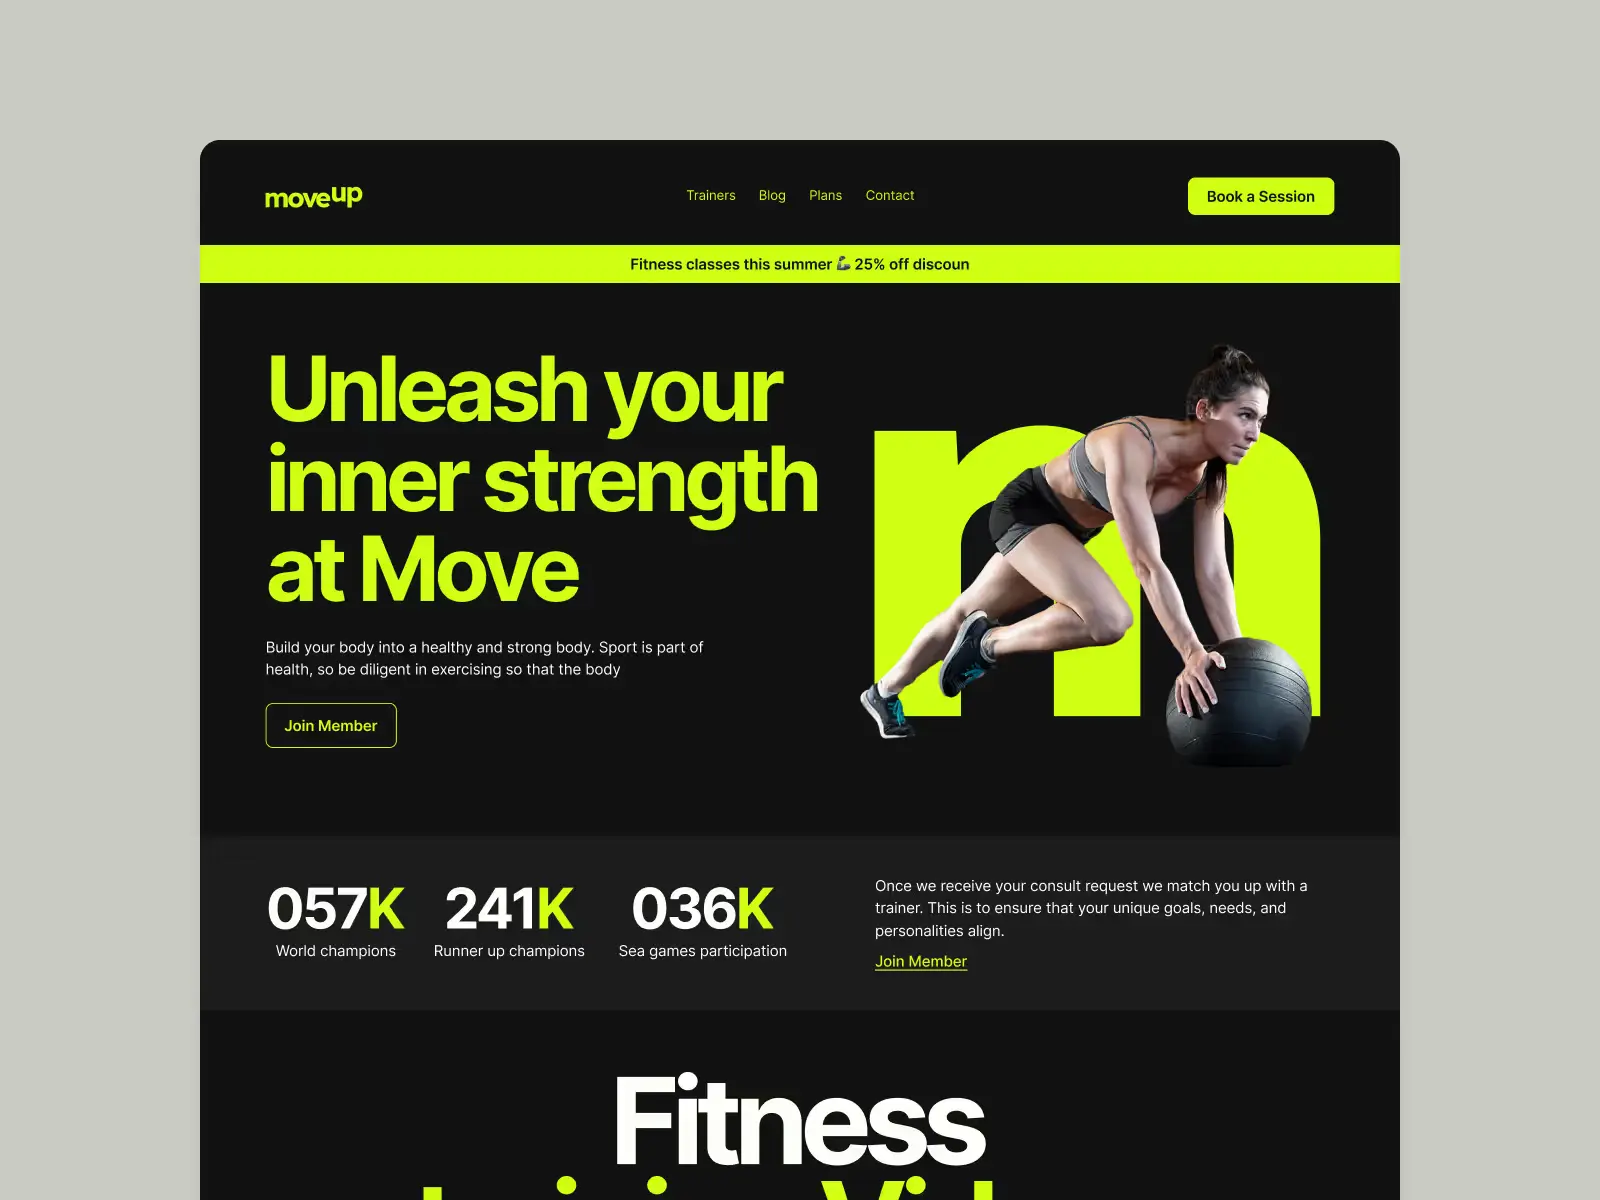 moveup
Trainers Blog Plans Contact
Book a Session
Fitness classes this summer 💪 25% off discoun
Unleash your
inner strength
at Move
Build your body into a healthy and strong body. Sport is part of
health, so be diligent in exercising so that the body
Join Member
m
057K
World champions
241K
Runner up champions
036K
Sea games participation
Once we receive your consult request we match you up with a
trainer. This is to ensure that your unique goals, needs, and
personalities align.
Join Member
Fitness